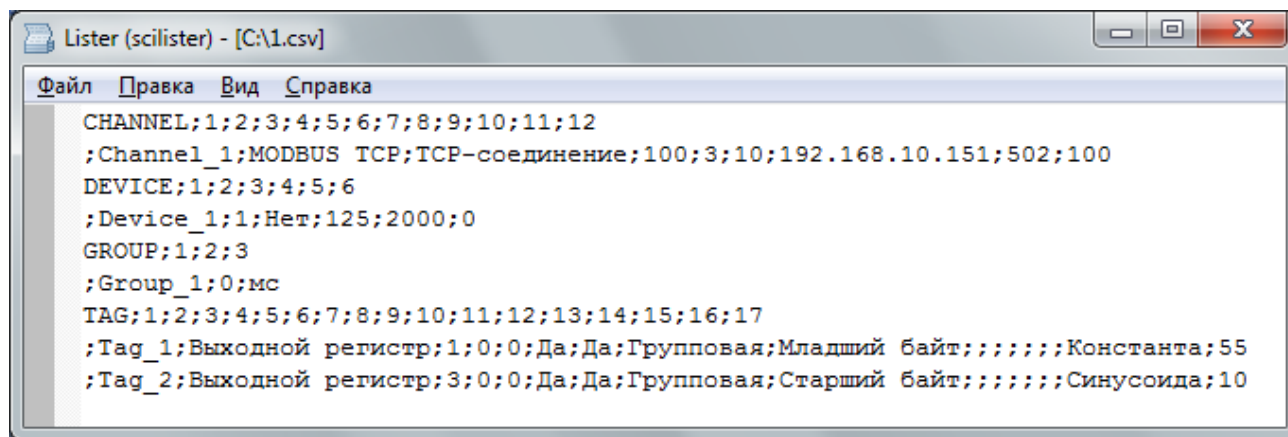 Lister (scilister) - [C:\1.csv]
Файл Правка Вид Справка
CHANNEL;1;2;3;4;5;6;7;8;9;10;11;12
;Channel_1;MODBUS TCP;TCP-соединение;100;3;10;192.168.10.151;502;100
DEVICE;1;2;3;4;5;6
;Device_1;1;Нет;125;2000;0
GROUP;1;2;3
;Group_1;0;мс
TAG;1;2;3;4;5;6;7;8;9;10;11;12;13;14;15;16;17
;Tag_1;Выходной регистр;1;0;0;Да;Да;Групповая;Младший байт;;;;;;;Константа;55
;Tag_2;Выходной регистр;3;0;0;Да;Да;Групповая;Старший байт;;;;;;;Синусоида;10